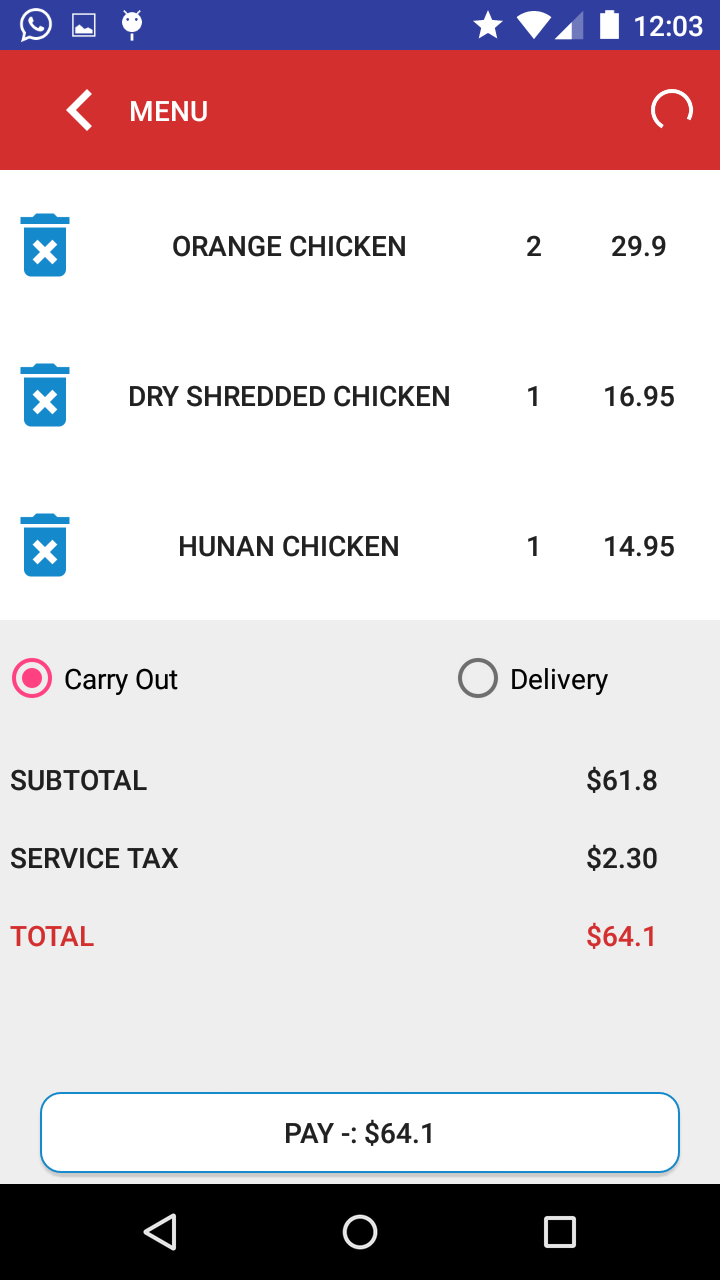 12:03
MENU
ORANGE CHICKEN 2 29.9
DRY SHREDDED CHICKEN 1 16.95
HUNAN CHICKEN 1 14.95
Carry Out Delivery
SUBTOTAL $61.8
SERVICE TAX $2.30
TOTAL $64.1
PAY -: $64.1